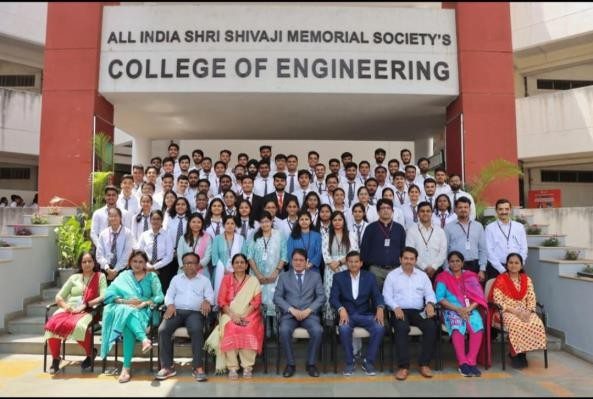 ALL INDIA SHRI SHIVAJI MEMORIAL SOCIETY'S
COLLEGE OF ENGINEERING